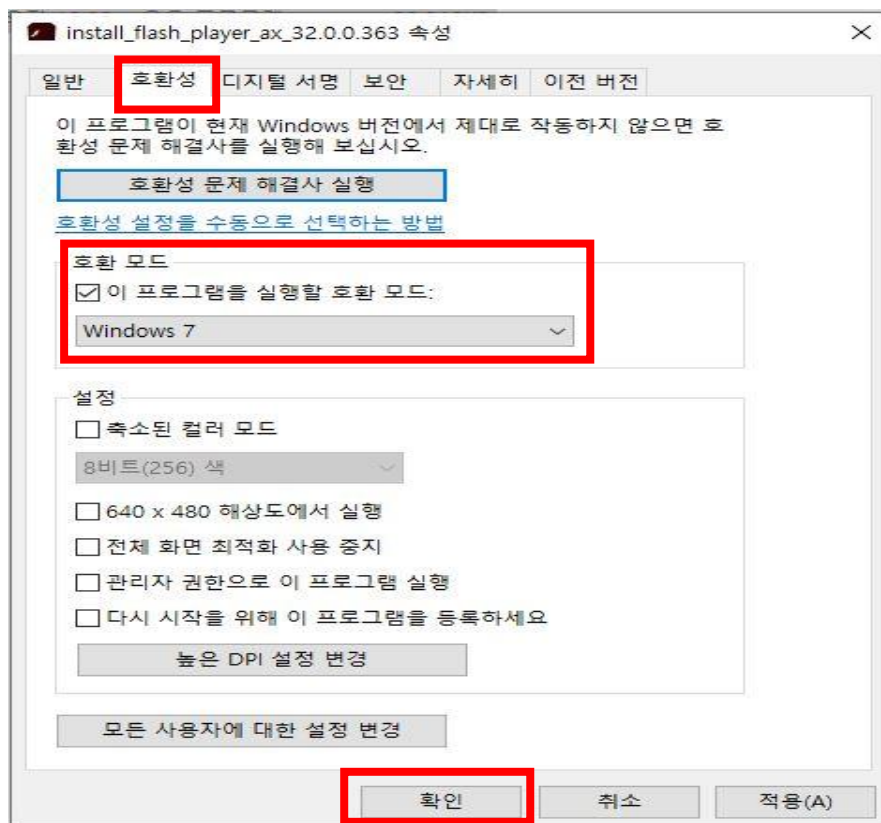 install_flash_player_ax_32.0.0.363 속성
일반 호환성 디지털 서명 보안 자세히 이전 버전
이 프로그램이 현재 Windows 버전에서 제대로 작동하지 않으면 호
환성 문제 해결사를 실행해 보십시오.
호환성 문제 해결사 실행
호환성 설정을 수동으로 선택하는 방법
호환 모드
이 프로그램을 실행할 호환 모드:
Windows 7
설정
축소된 컬러 모드
8비트(256) 색
640 x 480 해상도에서 실행
전체 화면 최적화 사용 중지
관리자 권한으로 이 프로그램 실행
다시 시작을 위해 이 프로그램을 등록하세요
높은 DPI 설정 변경
모든 사용자에 대한 설정 변경
확인 취소 적용(A)